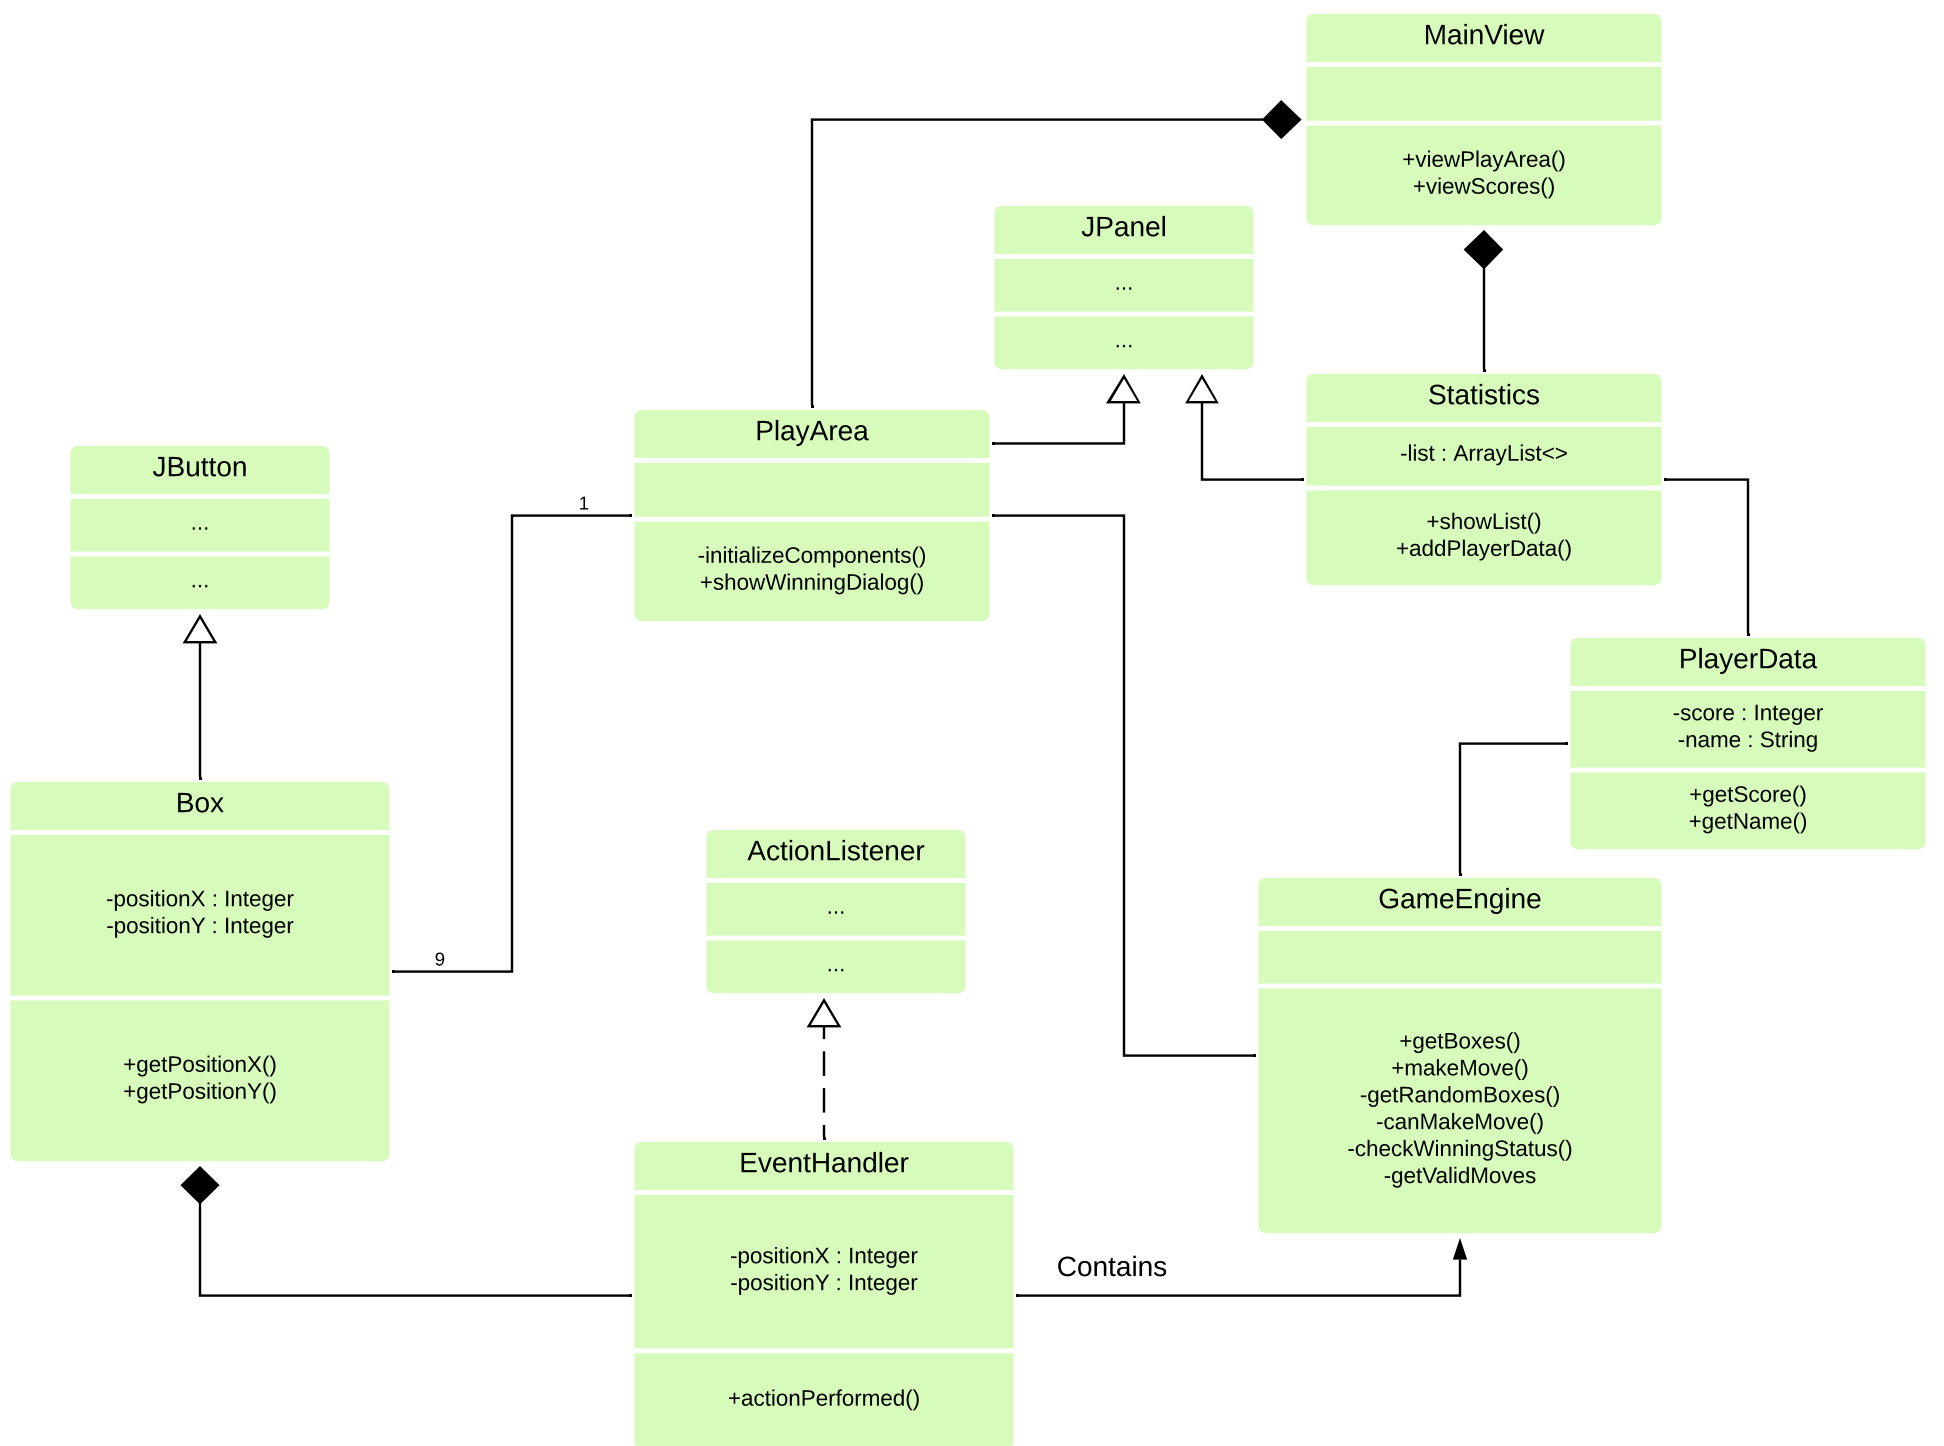 MainView
+viewPlayArea()
+viewScores()
JPanel
...
...
Statistics
-list : ArrayList<>
+showList()
+addPlayerData()
PlayArea
-initializeComponents()
+showWinningDialog()
JButton
...
...
1
PlayerData
-score : Integer
-name : String
+getScore()
+getName()
Box
-positionX : Integer
-positionY : Integer
+getPositionX()
+getPositionY()
9
ActionListener
...
...
GameEngine
+getBoxes()
+makeMove()
-getRandomBoxes()
-canMakeMove()
-checkWinningStatus()
-getValidMoves
EventHandler
-positionX : Integer
-positionY : Integer
+actionPerformed()
Contains